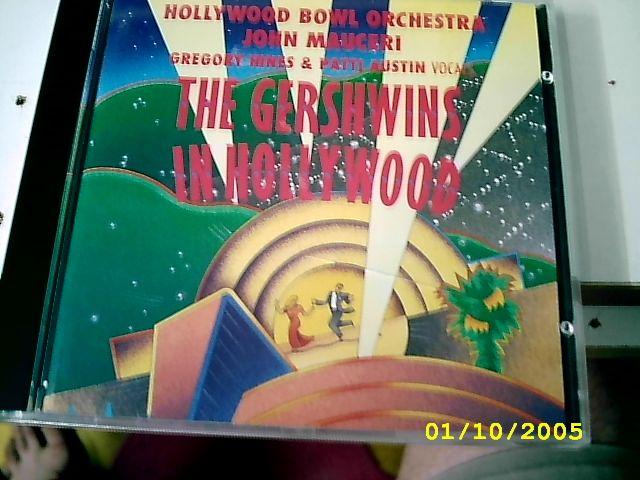 HOLLYWOOD BOWL ORCHESTRA
JOHN MAUCERI
GREGORY HINES & PATTI AUSTIN VOCALS
THE GERSHWINS
IN HOLLYWOOD
01/10/2005